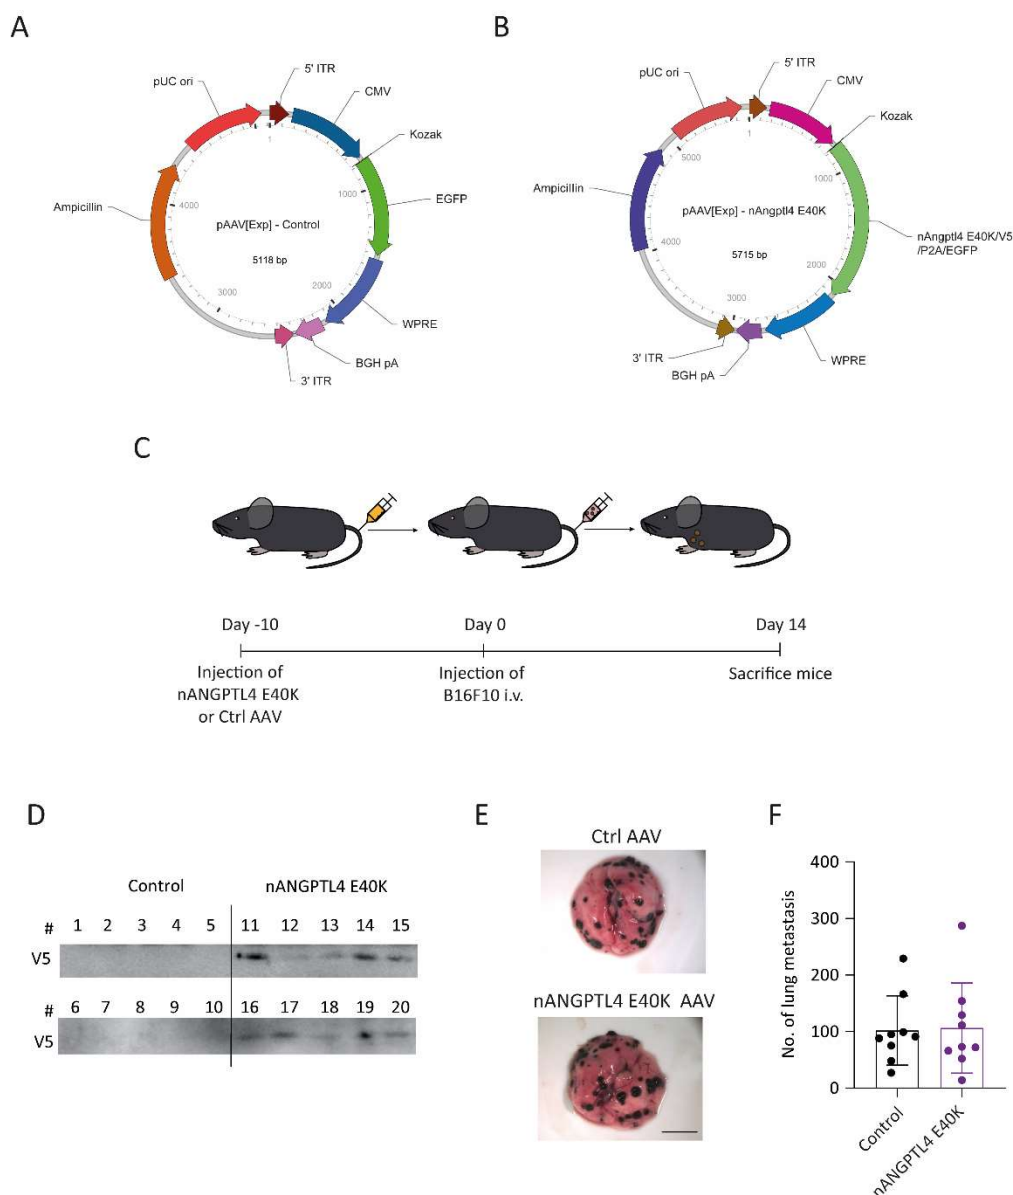 A
5' ITR
pUC ori
CMV
Kozak
1
1000
EGFP
Ampicillin
4000
pAAV[Exp] - Control
5118 bp
2000
3000
WPRE
BGH pA
3' ITR
B
5' ITR
pUC ori
CMV
Kozak
1
5000
1000
Ampicillin
pAAV[Exp] - nAngptl4 E40K
nAngptl4 E40K/V5
/P2A/EGFP
4000
5715 bp
2000
3000
3' ITR
WPRE
BGH pA
C
Day -10 Day 0 Day 14
Injection of
nANGPTL4 E40K
or Ctrl AAV
Injection of
B16F10 i.v.
Sacrifice mice
D
Control nANGPTL4 E40K
# 1 2 3 4 5 11 12 13 14 15
V5
# 6 7 8 9 10 16 17 18 19 20
V5
E
Ctrl AAV
nANGPTL4 E40K AAV
F
No. of lung metastasis
400
300
200
100
0
Control
nANGPTL4 E40K